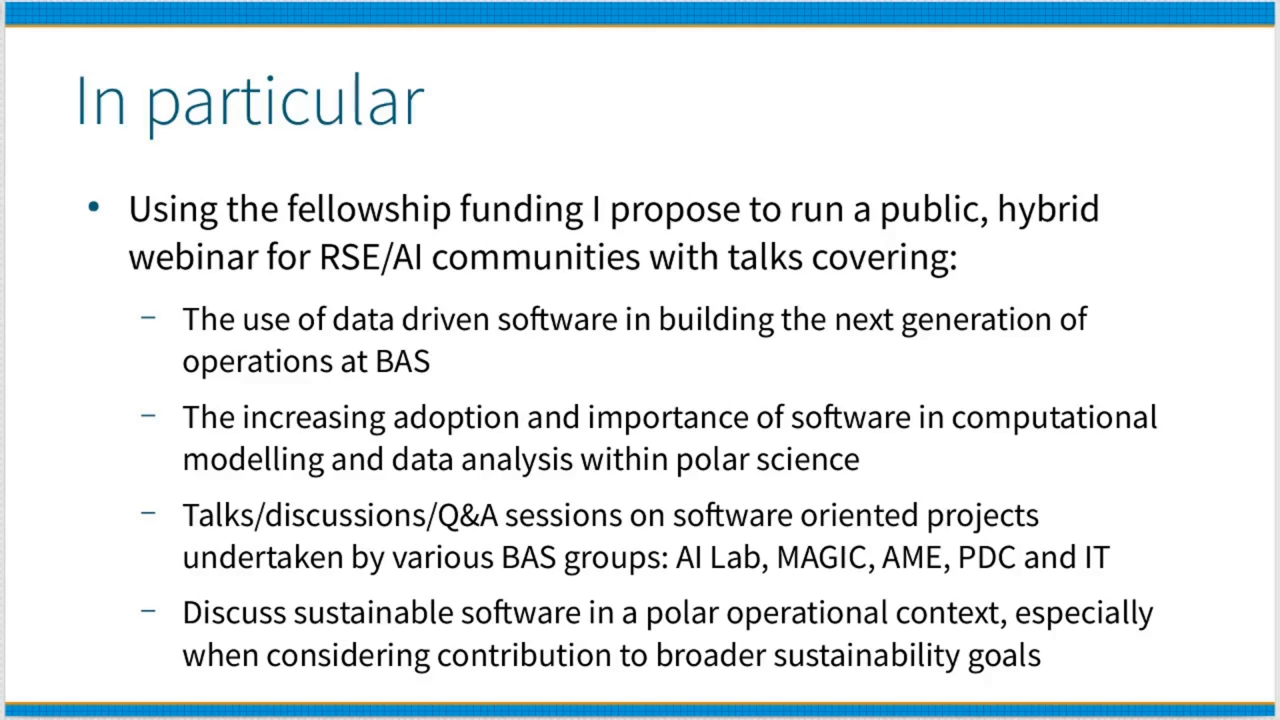 In particular
• Using the fellowship funding I propose to run a public, hybrid
webinar for RSE/AI communities with talks covering:
– The use of data driven software in building the next generation of
operations at BAS
– The increasing adoption and importance of software in computational
modelling and data analysis within polar science
– Talks/discussions/Q&A sessions on software oriented projects
undertaken by various BAS groups: AI Lab, MAGIC, AME, PDC and IT
– Discuss sustainable software in a polar operational context, especially
when considering contribution to broader sustainability goals